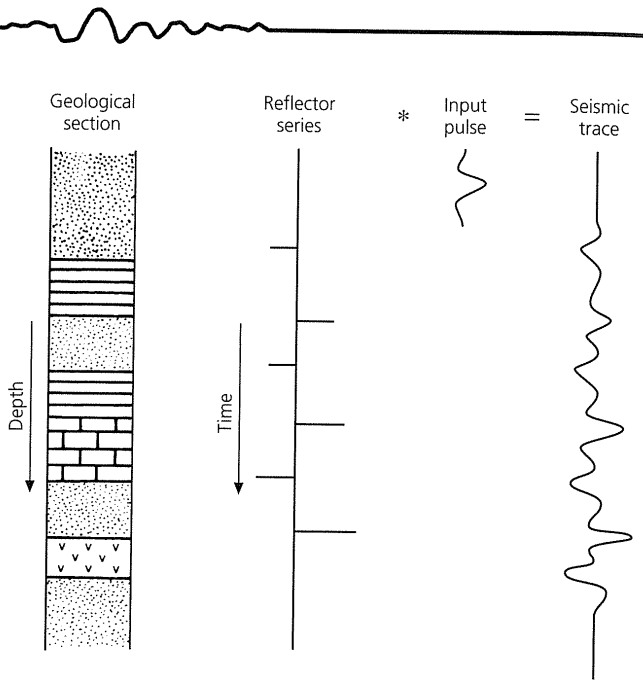 Geological
section
Reflector
series
*
Input
pulse
=
Seismic
trace
Depth
Time